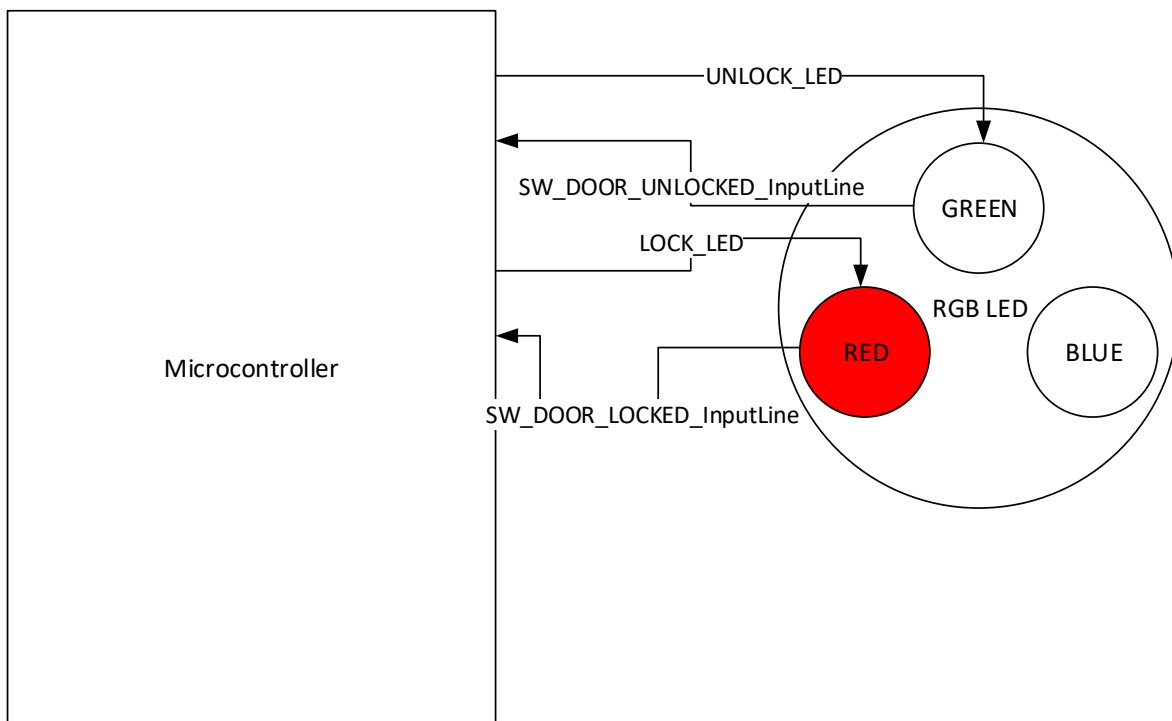 UNLOCK_LED
SW_DOOR_UNLOCKED_InputLine
GREEN
LOCK_LED
RGB LED
RED
BLUE
Microcontroller
SW_DOOR_LOCKED_InputLine